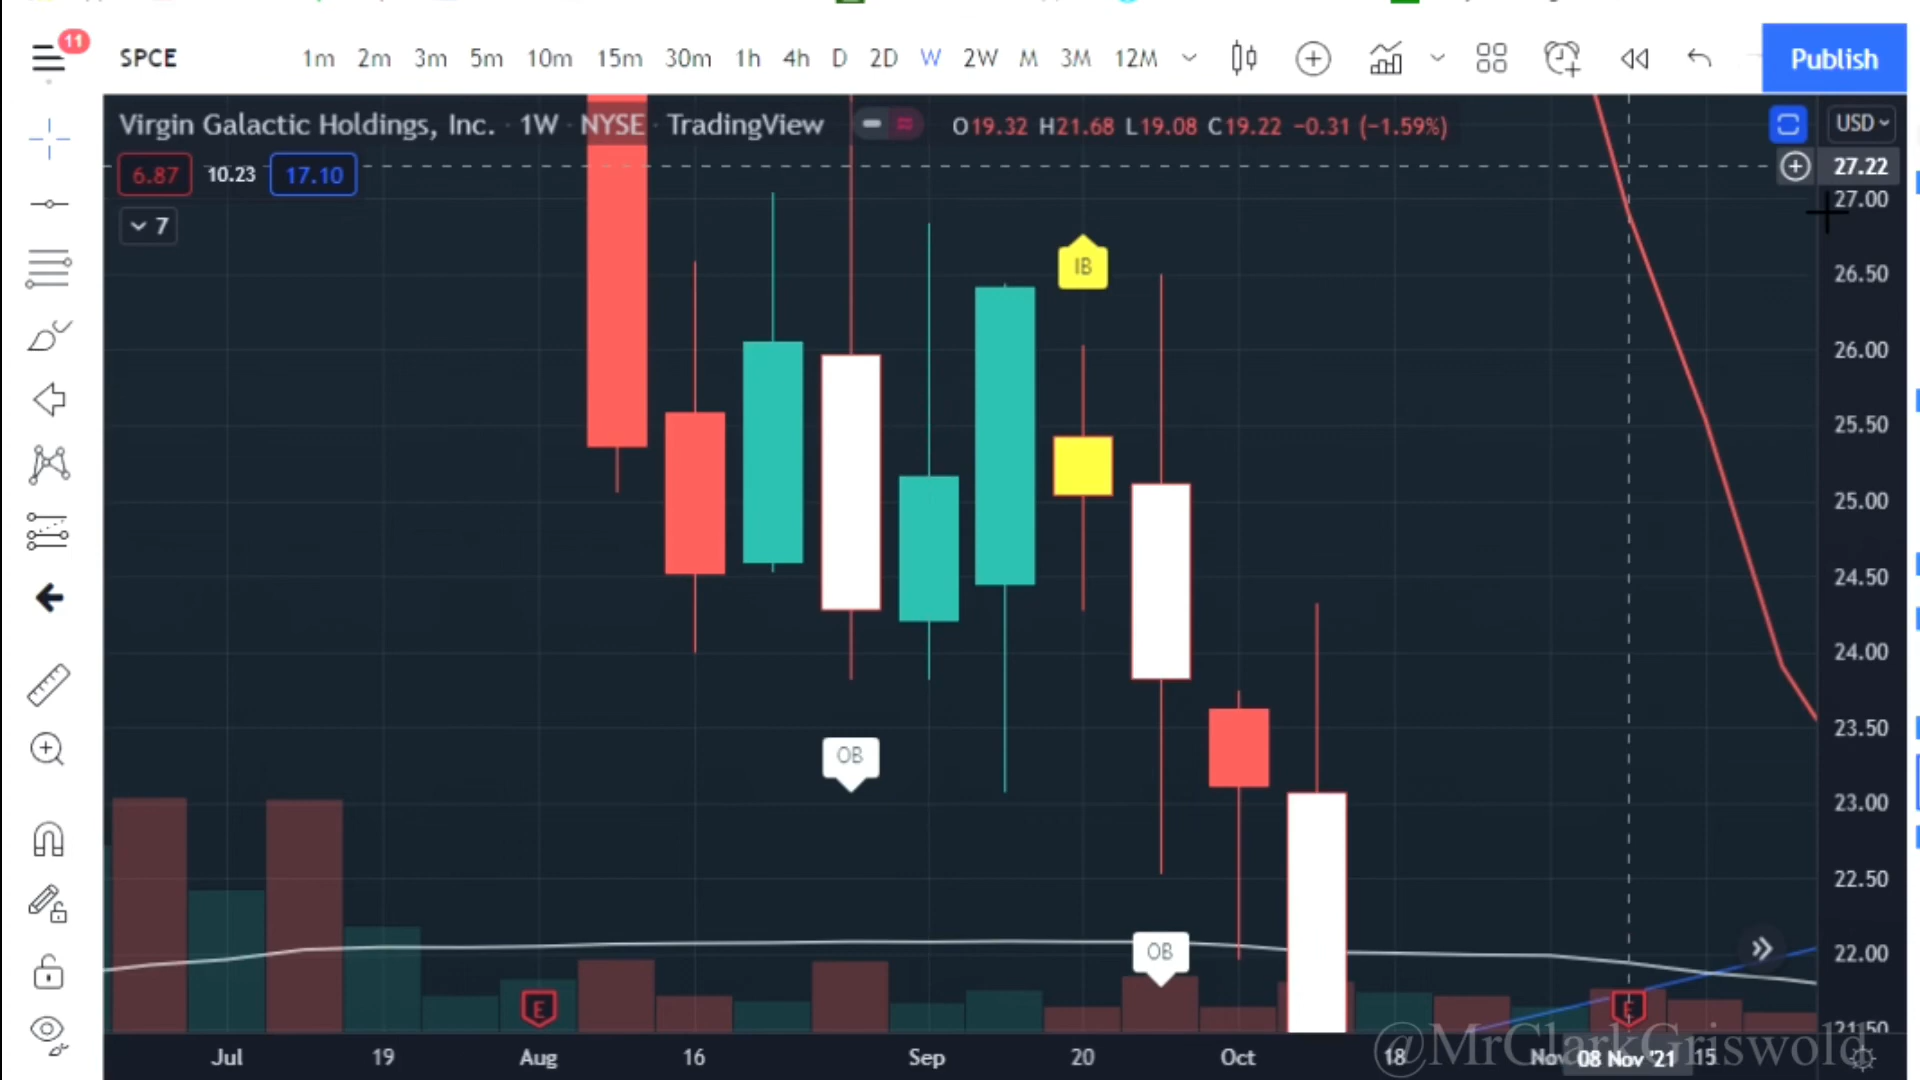 11
SPCE 1m 2m 3m 5m 10m 15m 30m 1h 4h D 2D W 2W M 3M 12M Publish
Virgin Galactic Holdings, Inc. · 1W · NYSE · TradingView O19.32 H21.68 L19.08 C19.22 −0.31 (−1.59%) USD
6.87 10.23 17.10
7
27.22
27.00
26.50
26.00
25.50
25.00
24.50
24.00
23.50
23.00
22.50
22.00
21.50
IB
OB
OB
E
E
Jul 19 Aug 16 Sep 20 Oct 18 Nov 08 Nov '21 15
@MrClarkGriswold